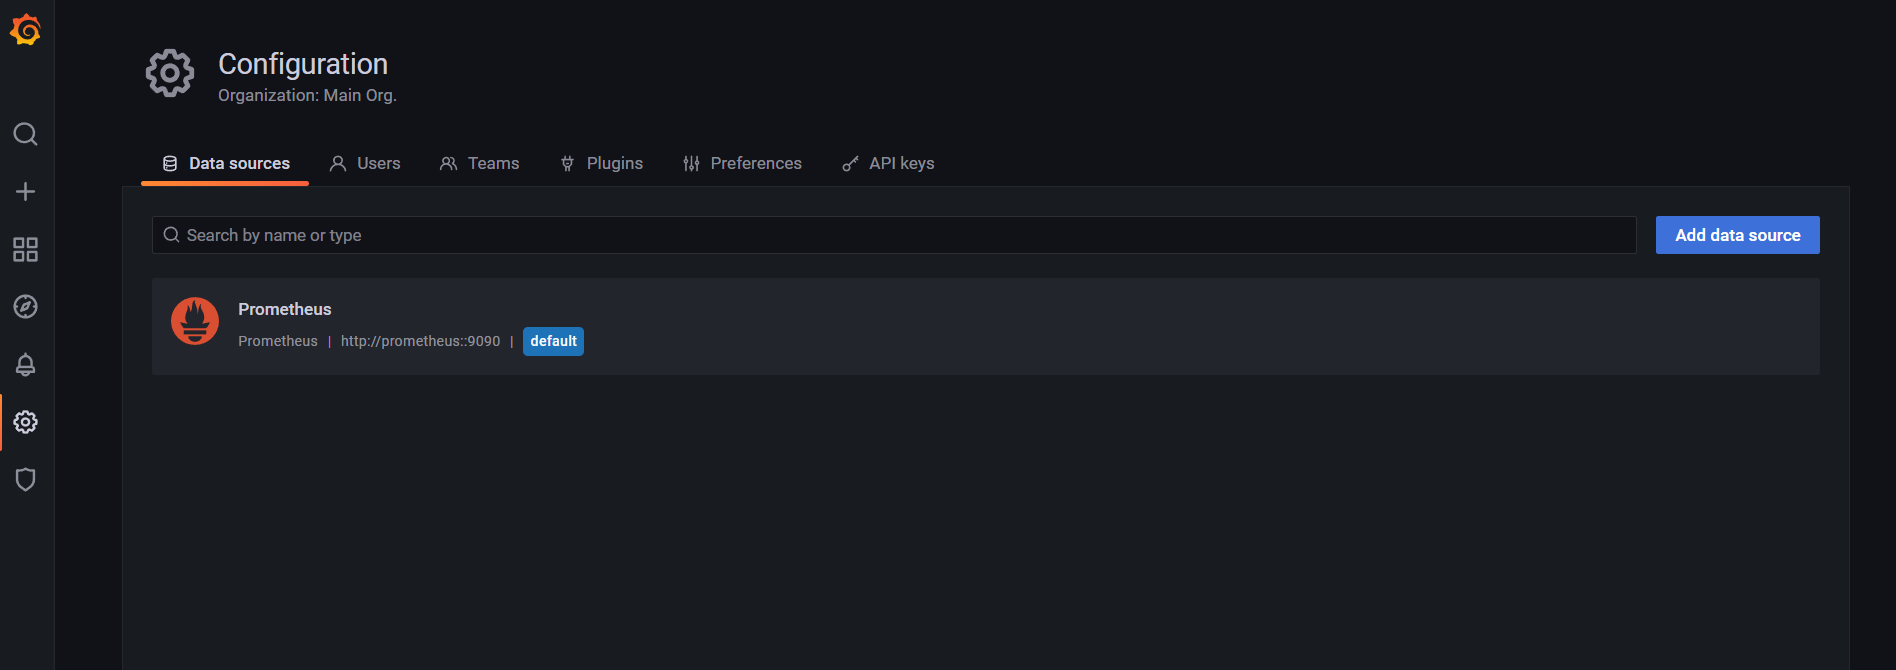 Configuration
Organization: Main Org.
Data sources Users Teams Plugins Preferences API keys
Search by name or type Add data source
Prometheus
Prometheus | http://prometheus::9090 | default